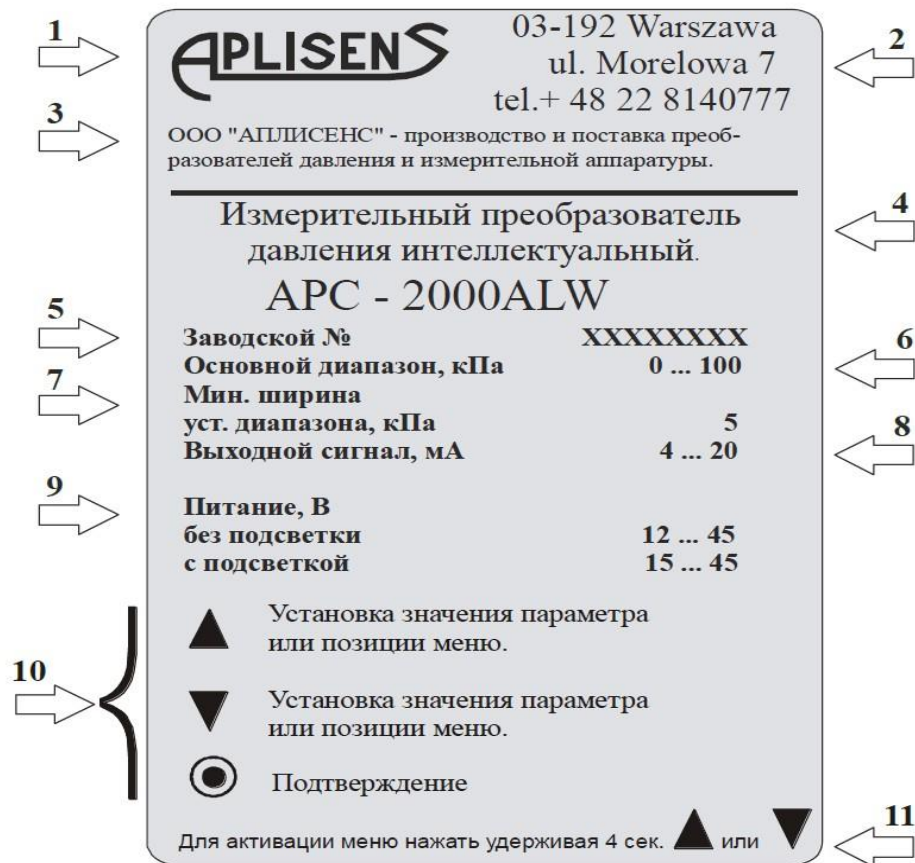 1
APLISENS
03-192 Warszawa
2
ul. Morelowa 7
tel.+ 48 22 8140777
3
ООО "АПЛИСЕНС" - производство и поставка преоб-
разователей давления и измерительной аппаратуры.
4
Измерительный преобразователь
давления интеллектуальный.
APC - 2000ALW
5
Заводской № XXXXXXXX
6
Основной диапазон, кПа 0 ... 100
7
Мин. ширина
уст. диапазона, кПа 5
8
Выходной сигнал, мА 4 ... 20
9
Питание, В
без подсветки 12 ... 45
с подсветкой 15 ... 45
10
Установка значения параметра
или позиции меню.
Установка значения параметра
или позиции меню.
Подтверждение
11
Для активации меню нажать удерживая 4 сек. ▲ или ▼